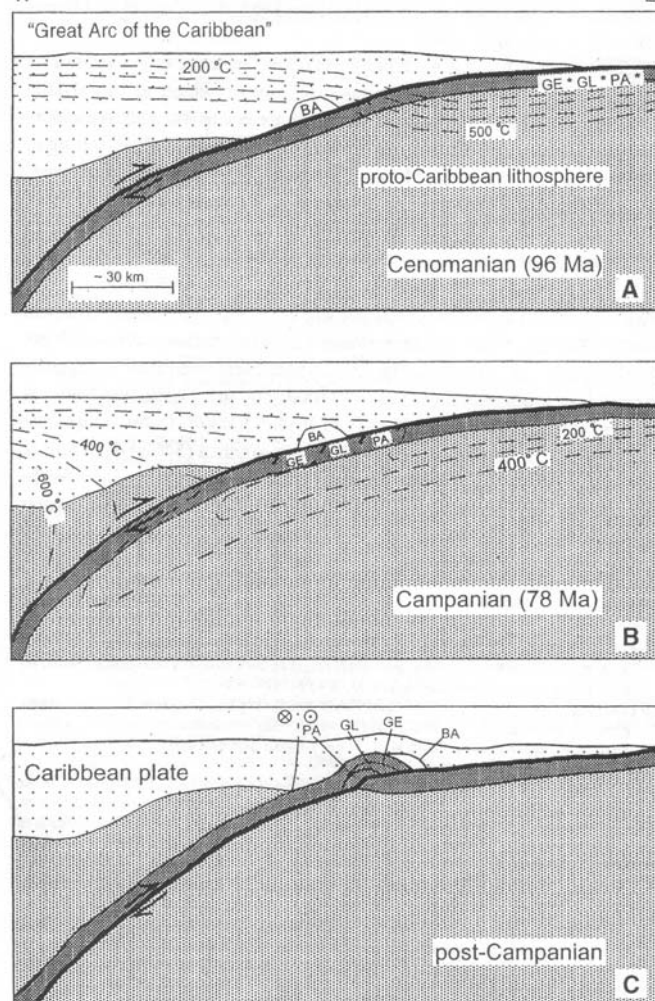 "Great Arc of the Caribbean"
200 °C
BA
GE * GL * PA *
500 °C
proto-Caribbean lithosphere
~ 30 km
Cenomanian (96 Ma)
A
400 °C
600 °C
BA
GE GL PA
200 °C
400 °C
Campanian (78 Ma)
B
PA GL GE BA
Caribbean plate
post-Campanian
C